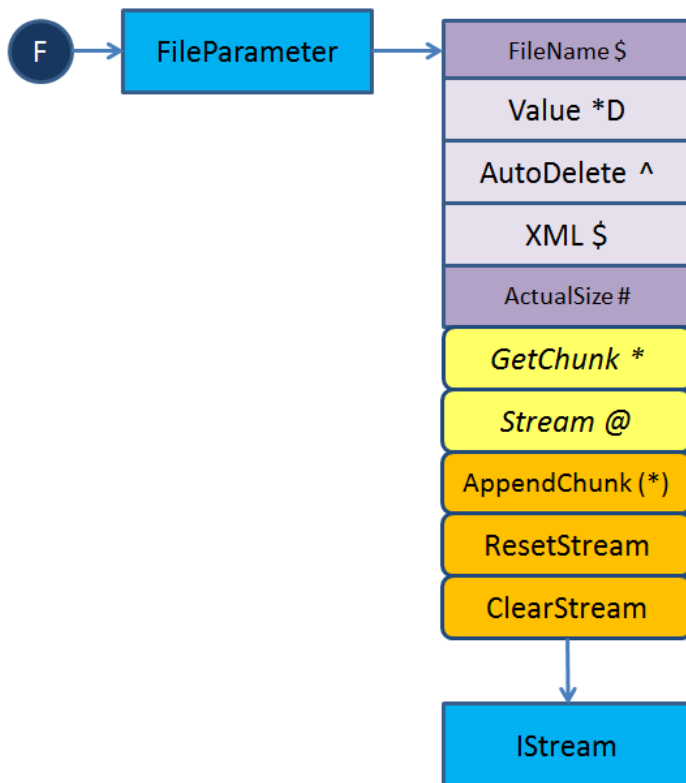 F
FileParameter
FileName $
Value *D
AutoDelete ^
XML $
ActualSize #
GetChunk *
Stream @
AppendChunk (*)
ResetStream
ClearStream
IStream